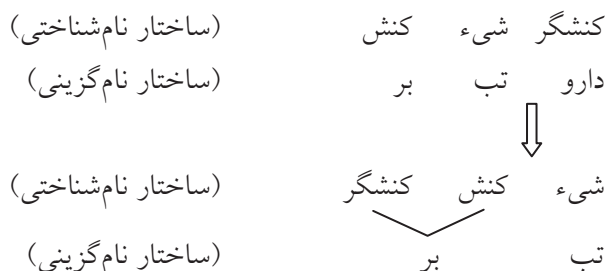 کنشگر شیء کنش (ساختار نام‌شناختی)
دارو تب بر (ساختار نام‌گزینی)
شیء کنش کنشگر (ساختار نام‌شناختی)
تب بر (ساختار نام‌گزینی)